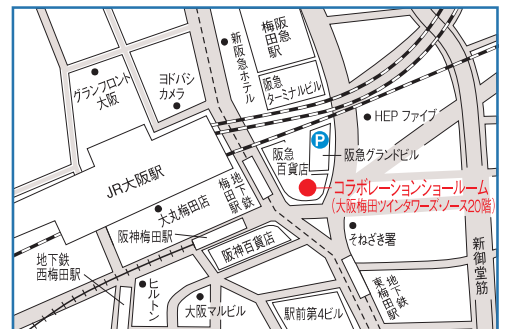 阪急
梅田駅
新阪急ホテル
グランフロント
大阪
ヨドバシ
カメラ
阪急
ターミナルビル
HEP ファイブ
P
阪急
百貨店
阪急グランドビル
JR大阪駅
地下鉄
梅田駅
コラボレーションショールーム
(大阪梅田ツインタワーズ・ノース20階)
大丸梅田店
阪神梅田駅
阪神百貨店
そねざき署
新御堂筋
地下鉄
西梅田駅
ヒルトン
大阪マルビル
駅前第4ビル
地下鉄
東梅田駅